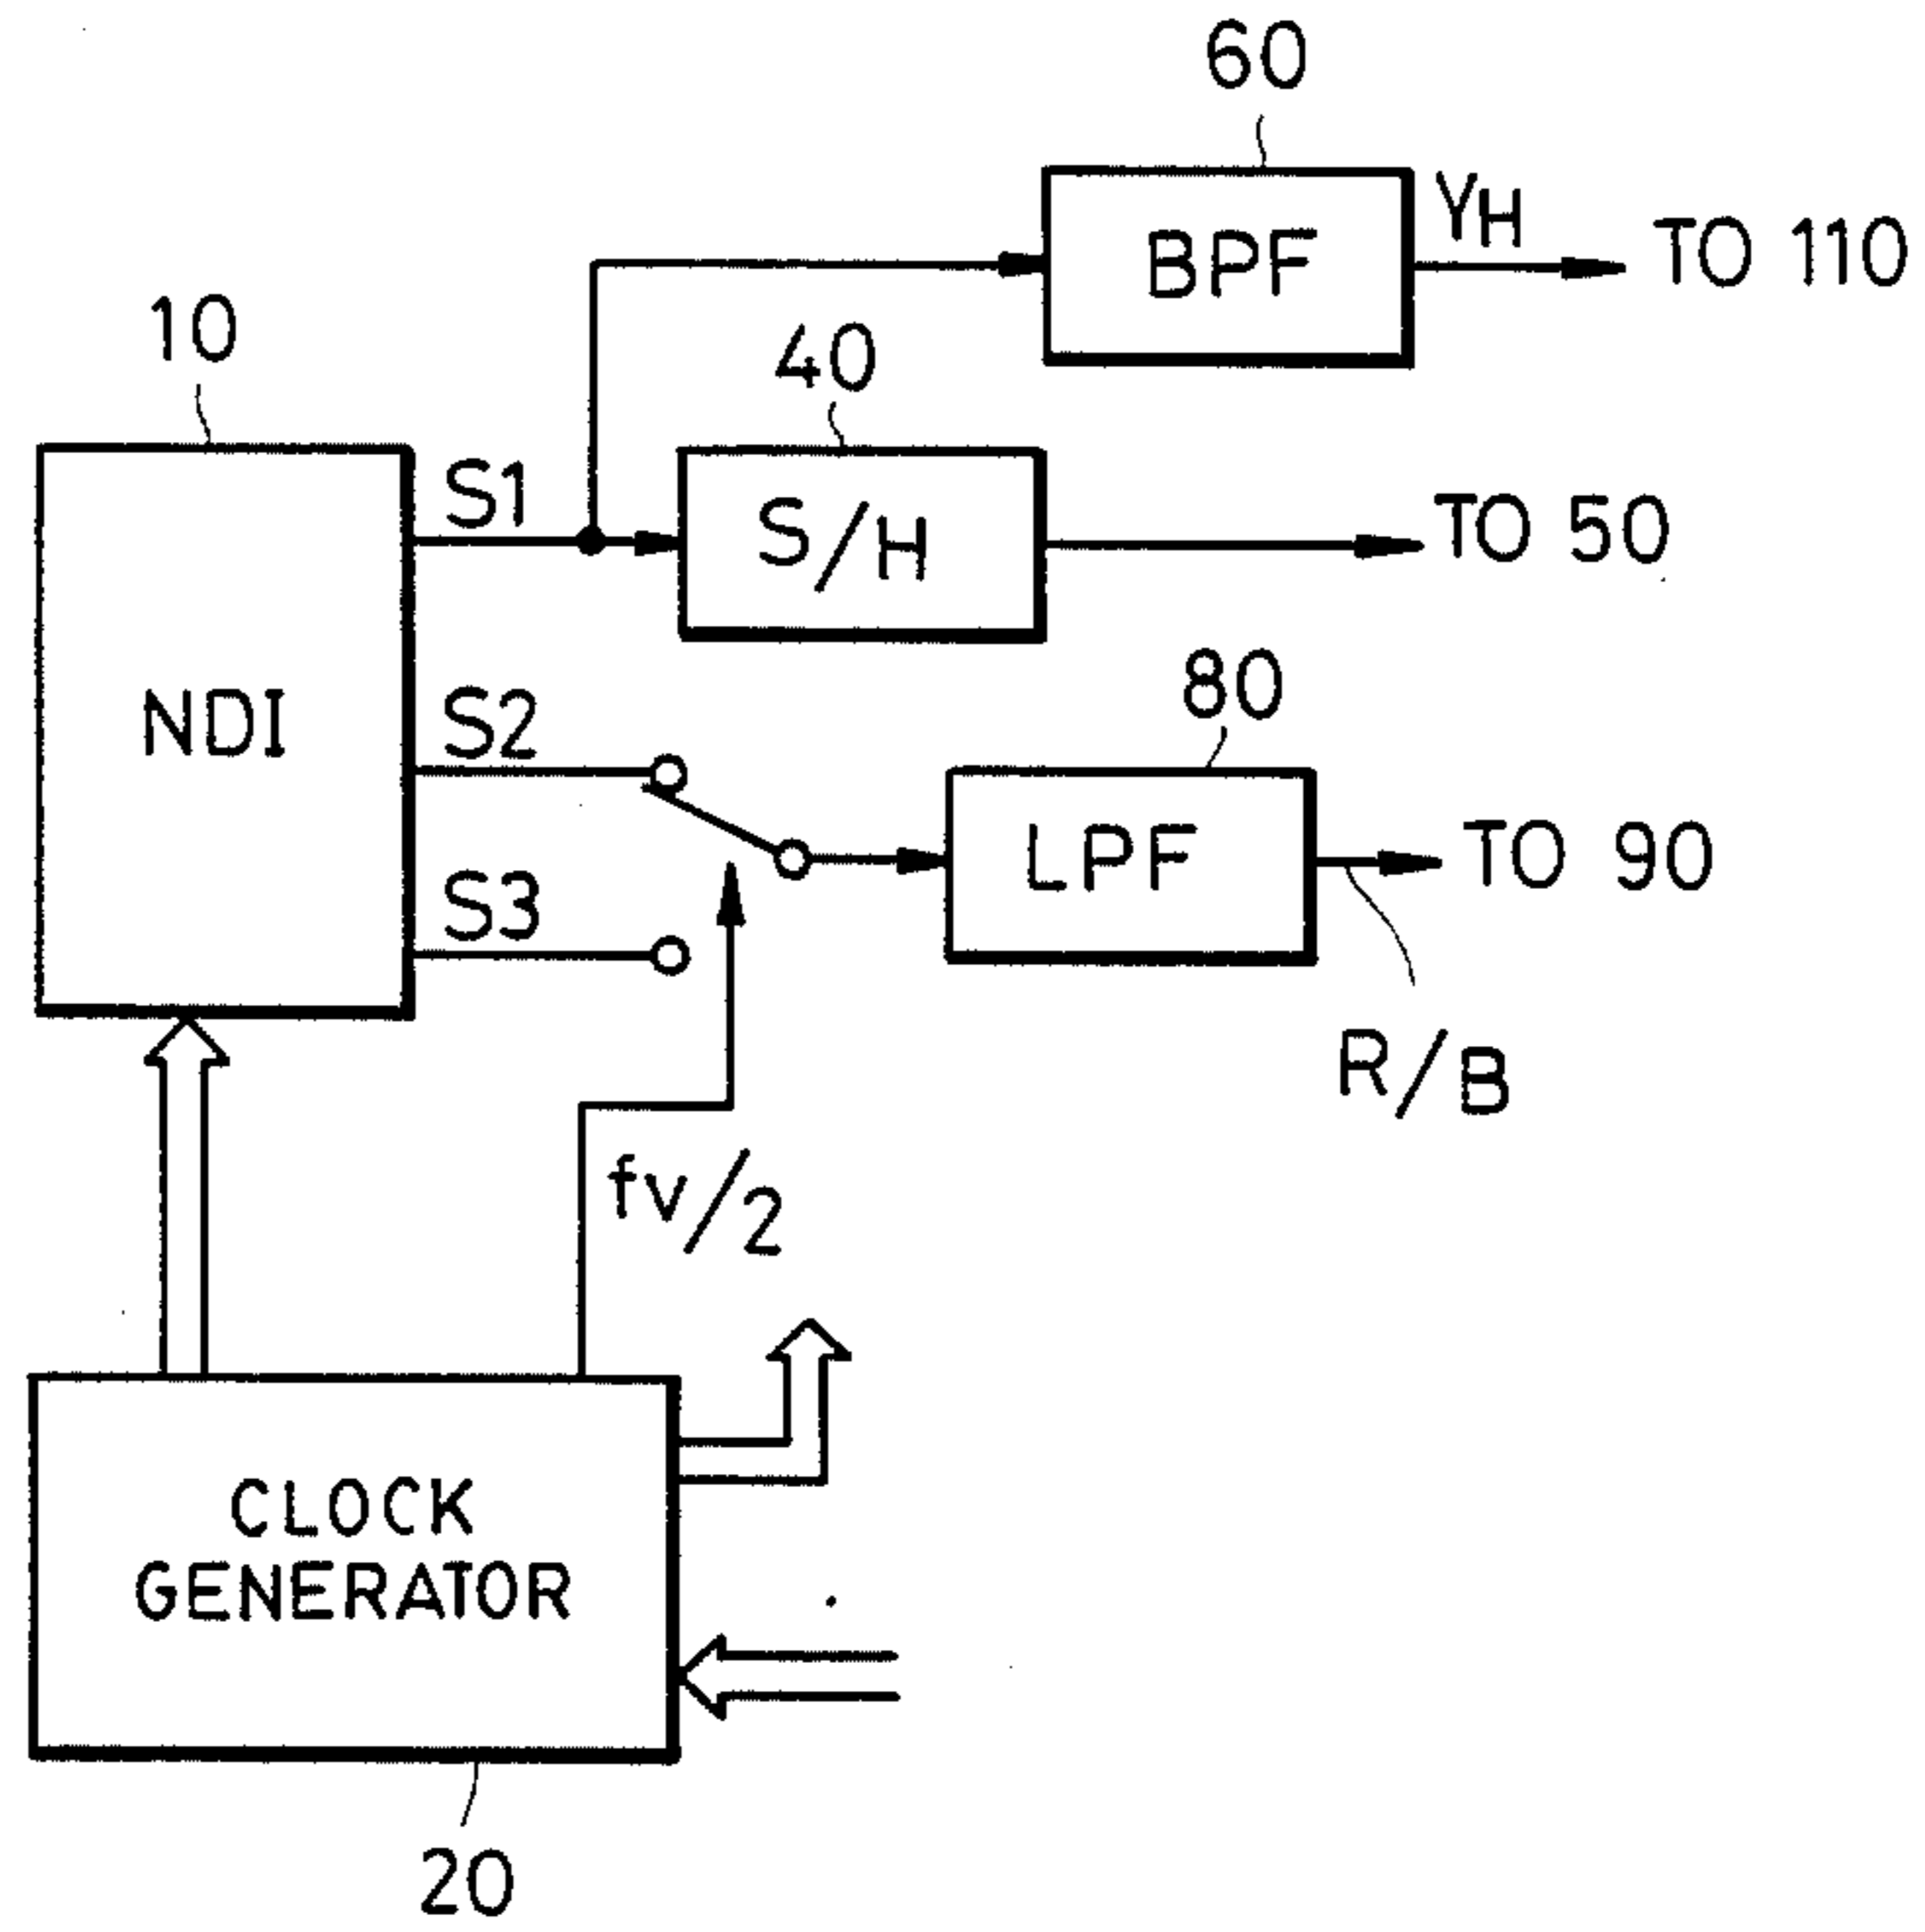 60
BPF
YH
TO 110
10
40
S1
S/H
TO 50
NDI
S2
80
LPF
TO 90
S3
R/B
fv/2
CLOCK
GENERATOR
20